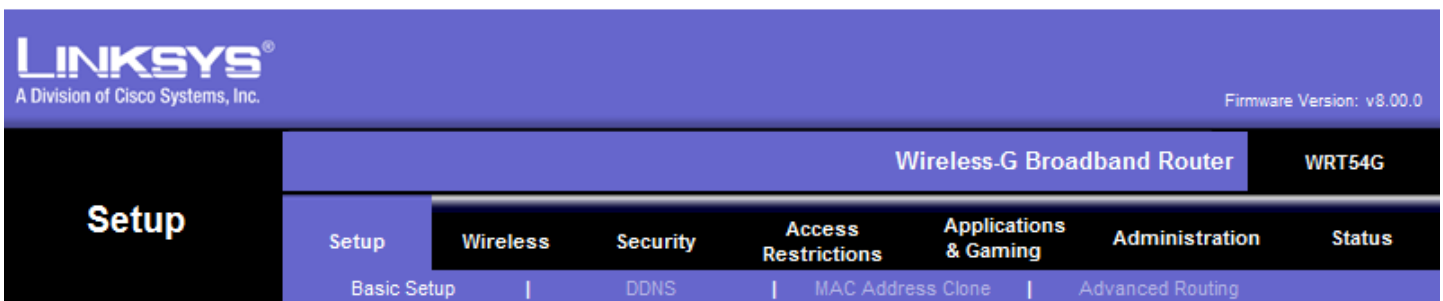 LINKSYS®
A Division of Cisco Systems, Inc.
Firmware Version: v8.00.0
Wireless-G Broadband Router WRT54G
Setup
Setup Wireless Security Access Restrictions Applications & Gaming Administration Status
Basic Setup | DDNS | MAC Address Clone | Advanced Routing